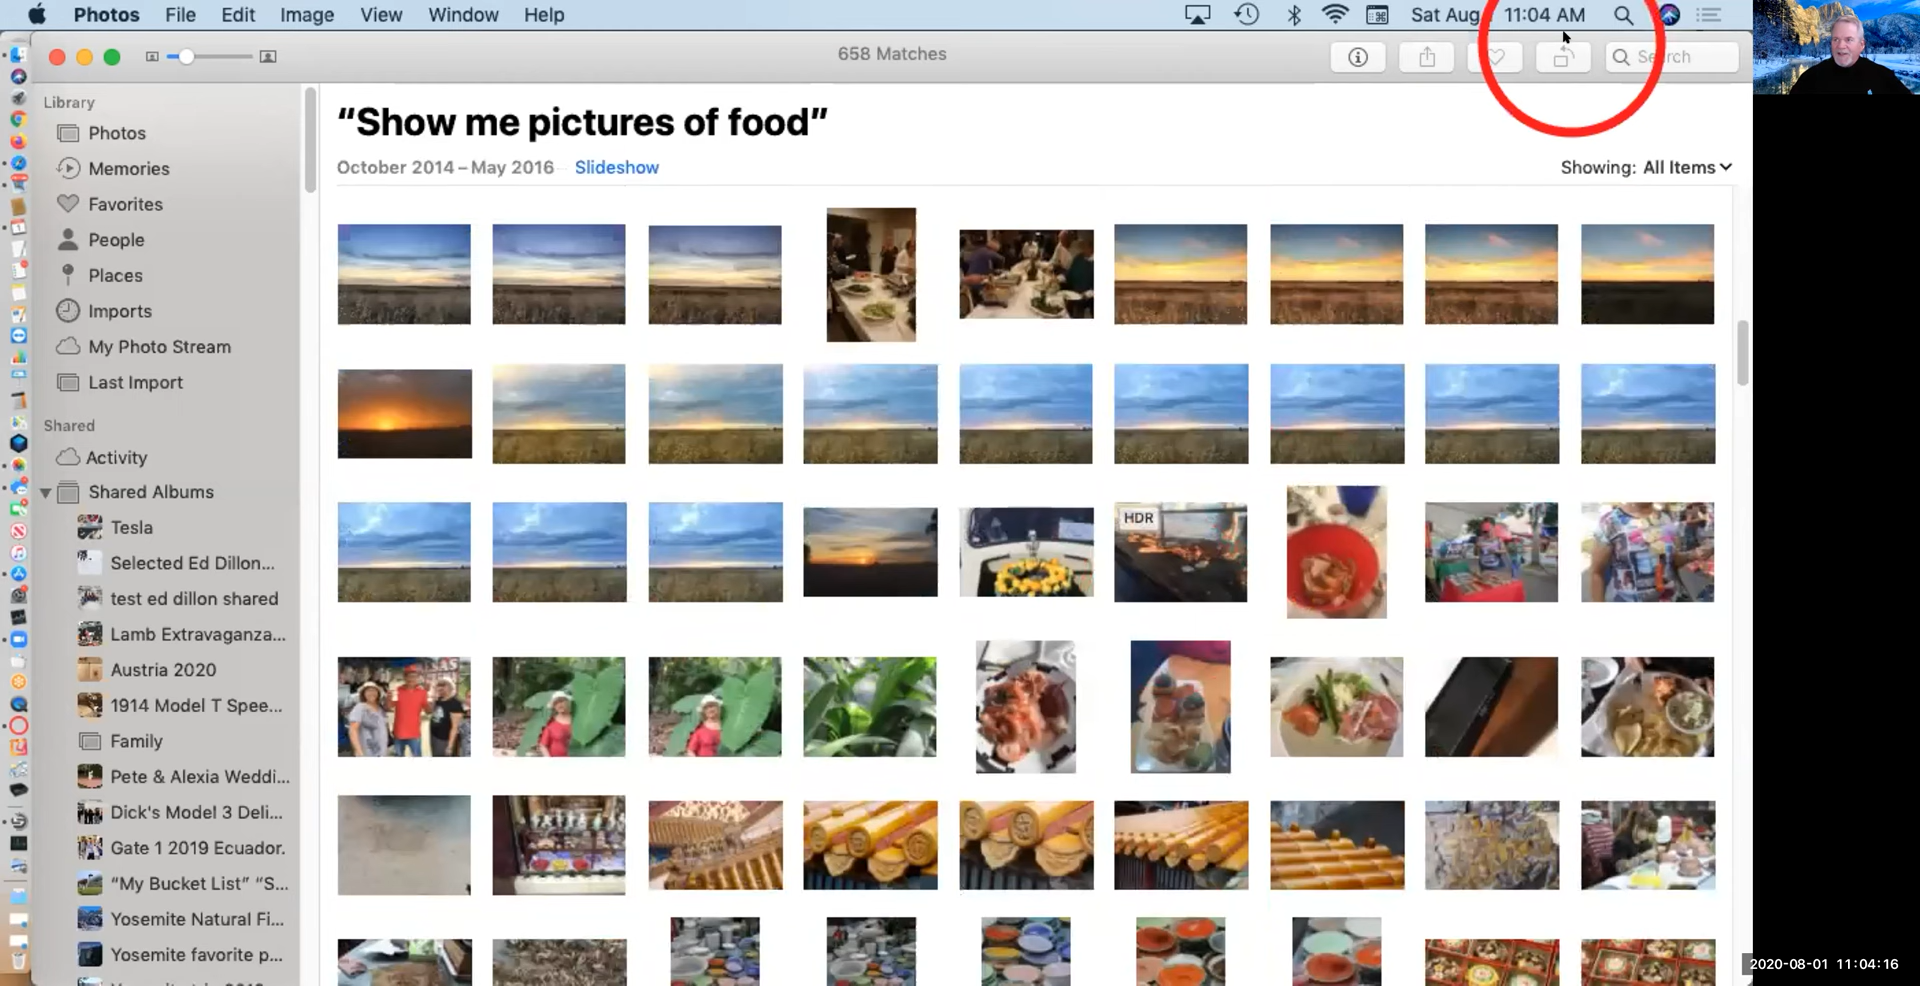 Photos File Edit Image View Window Help Sat Aug 11:04 AM
658 Matches
Search
Library
Photos
Memories
Favorites
People
Places
Imports
My Photo Stream
Last Import
Shared
Activity
Shared Albums
Tesla
Selected Ed Dillon...
test ed dillon shared
Lamb Extravaganza...
Austria 2020
1914 Model T Spee...
Family
Pete & Alexia Weddi...
Dick's Model 3 Deli...
Gate 1 2019 Ecuador.
“My Bucket List” “S...
Yosemite Natural Fi...
Yosemite favorite p...
“Show me pictures of food”
October 2014 – May 2016 Slideshow
Showing: All Items
HDR
2020-08-01 11:04:16